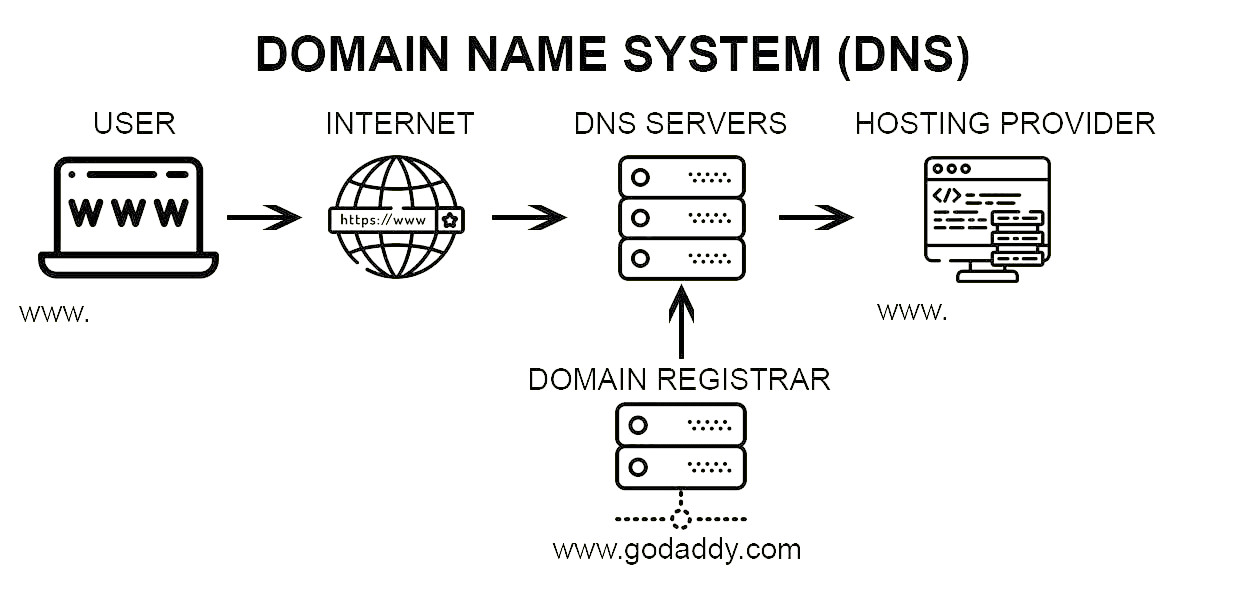 DOMAIN NAME SYSTEM (DNS)
USER
INTERNET
DNS SERVERS
HOSTING PROVIDER
WWW
https://www
</>
www.
www.
DOMAIN REGISTRAR
www.godaddy.com